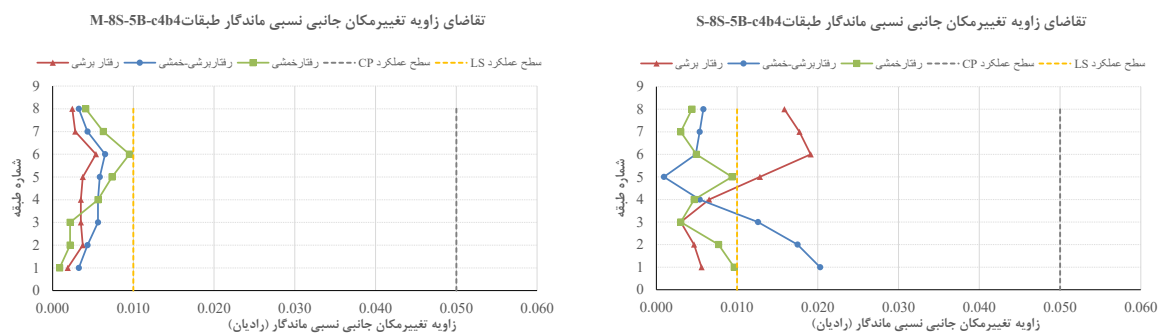 تقاضای زاویه تغییرمکان جانبی نسبی ماندگار طبقاتM-8S-5B-c4b4
رفتار برشی
رفتاربرشی-خمشی
رفتارخمشی
سطح عملکرد CP
سطح عملکرد LS
شماره طبقه
9
8
7
6
5
4
3
2
1
0
0.000 0.010 0.020 0.030 0.040 0.050 0.060
زاویه تغییرمکان جانبی نسبی ماندگار (رادیان)
تقاضای زاویه تغییرمکان جانبی نسبی ماندگار طبقاتS-8S-5B-c4b4
رفتار برشی
رفتاربرشی-خمشی
رفتارخمشی
سطح عملکرد CP
سطح عملکرد LS
شماره طبقه
9
8
7
6
5
4
3
2
1
0
0.000 0.010 0.020 0.030 0.040 0.050 0.060
زاویه تغییرمکان جانبی نسبی ماندگار (رادیان)